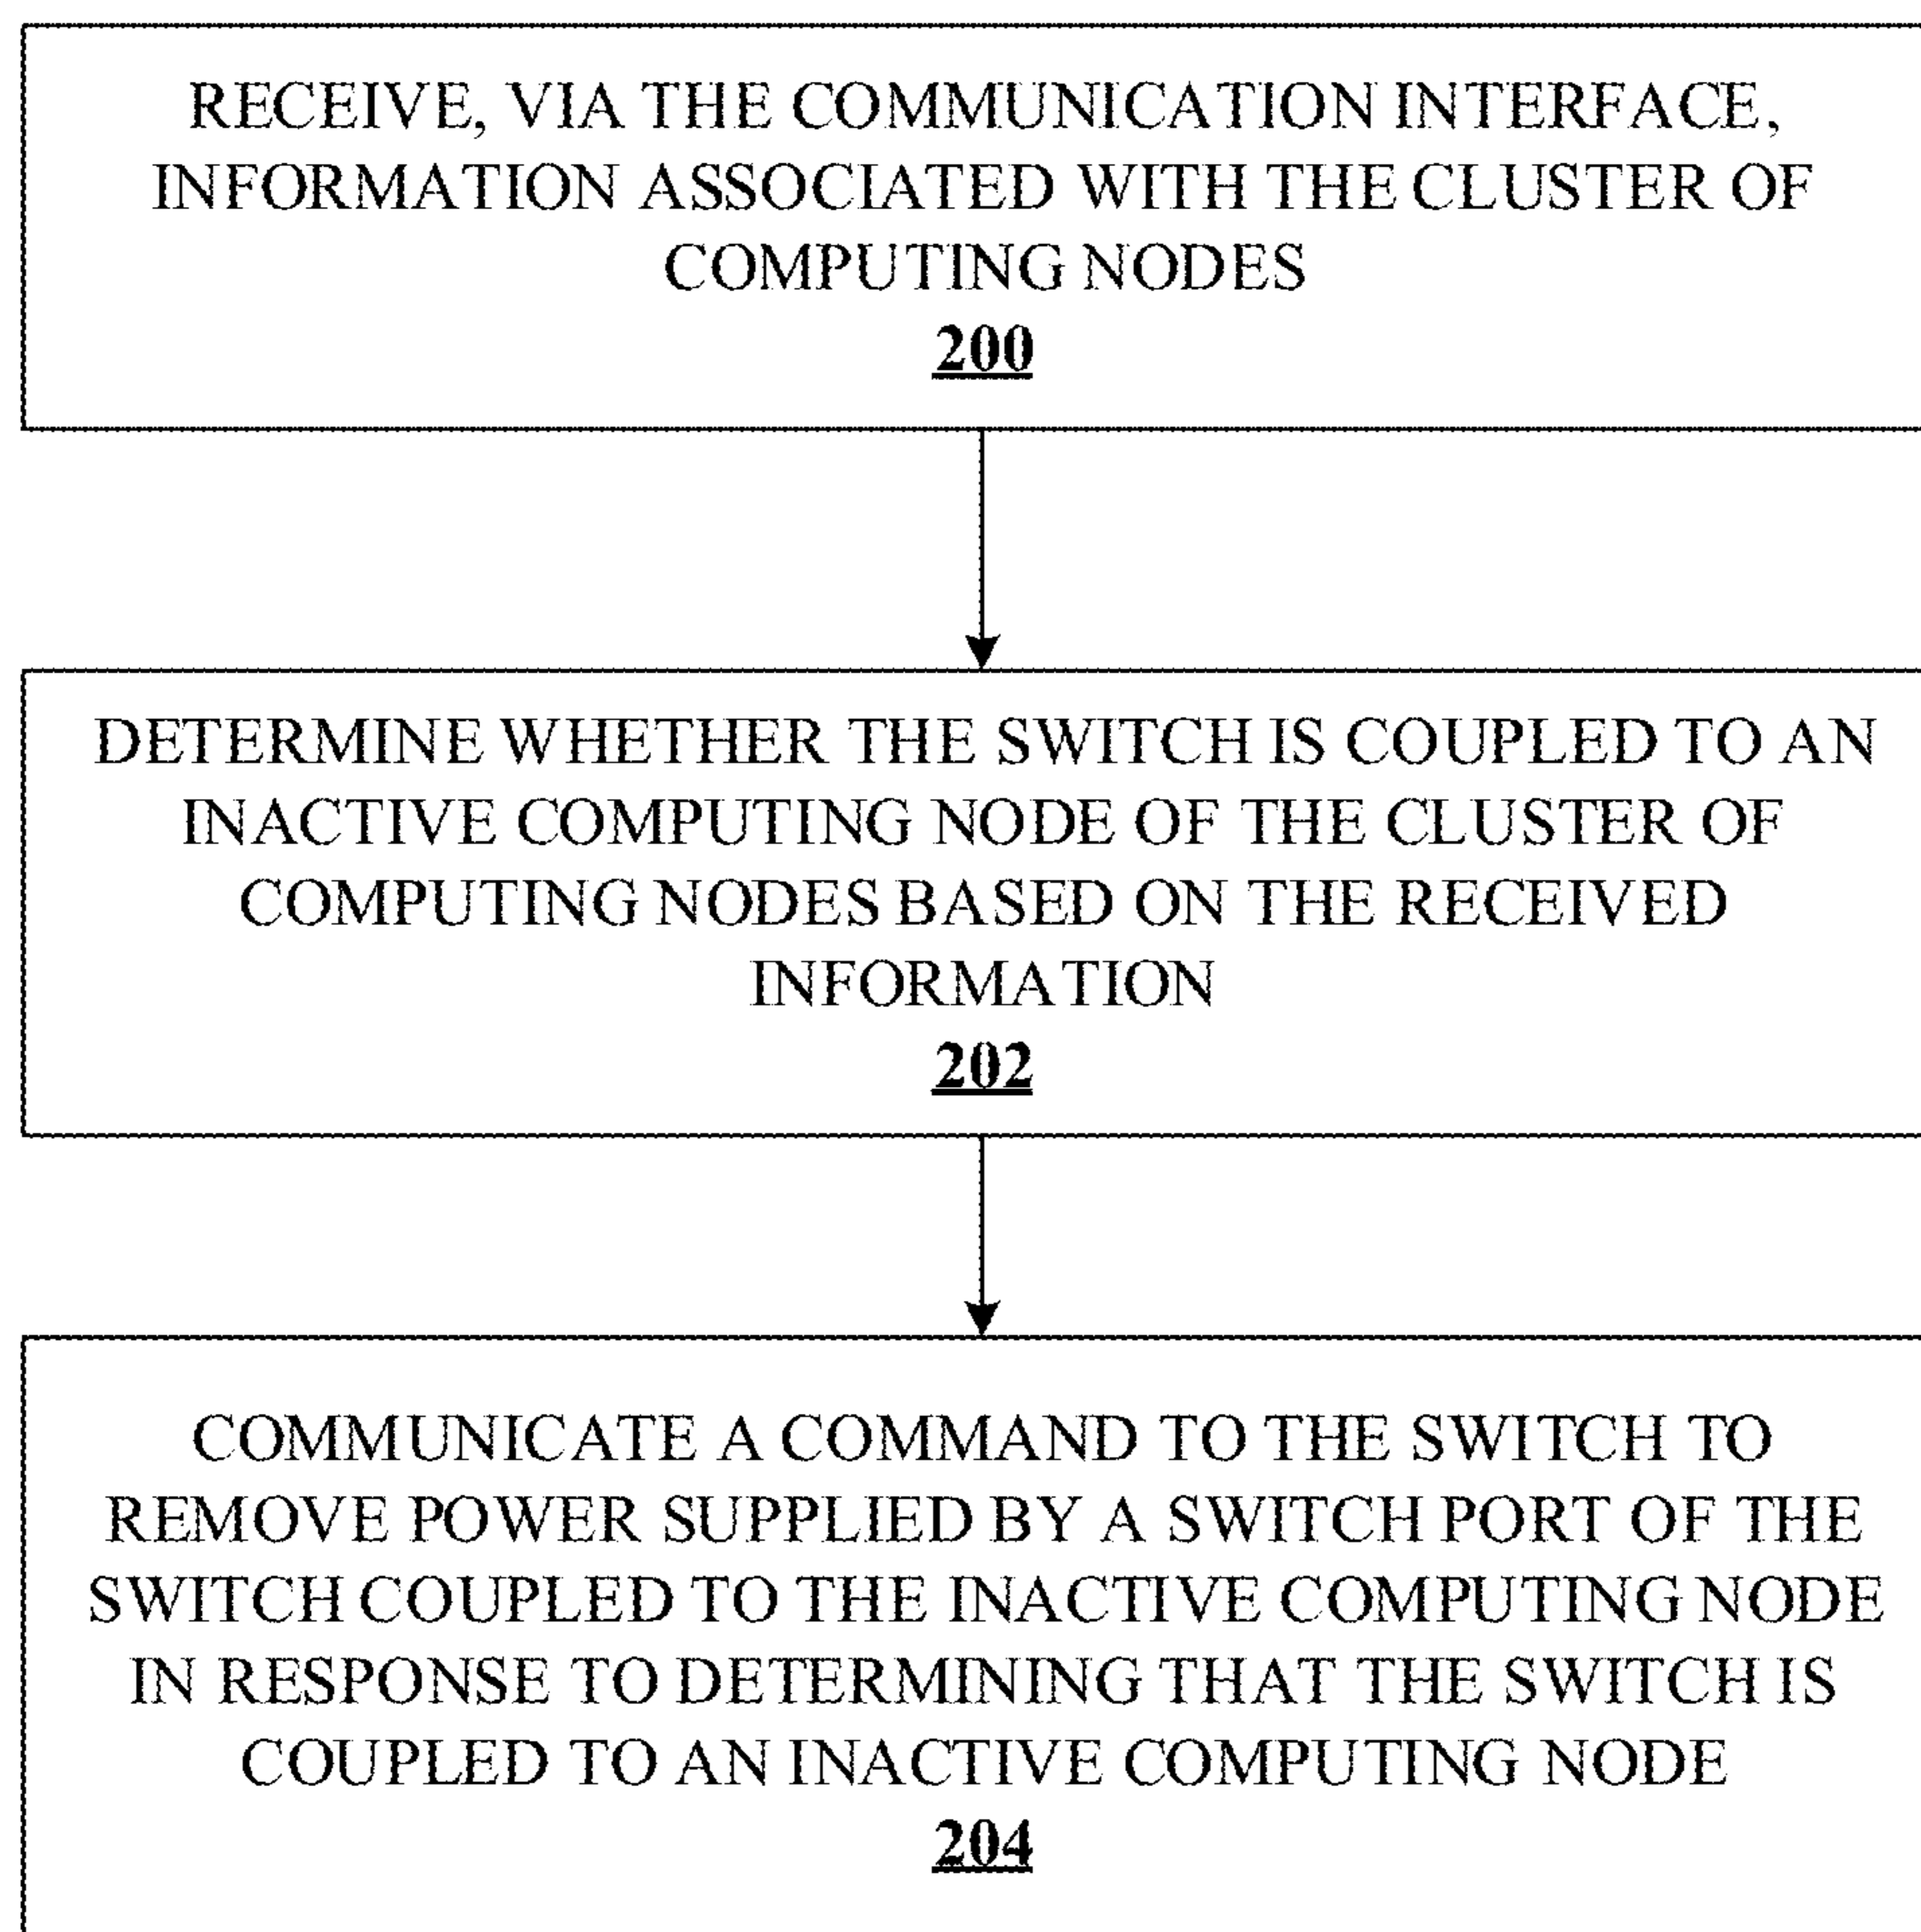 RECEIVE, VIA THE COMMUNICATION INTERFACE,
INFORMATION ASSOCIATED WITH THE CLUSTER OF
COMPUTING NODES
200
DETERMINE WHETHER THE SWITCH IS COUPLED TO AN
INACTIVE COMPUTING NODE OF THE CLUSTER OF
COMPUTING NODES BASED ON THE RECEIVED
INFORMATION
202
COMMUNICATE A COMMAND TO THE SWITCH TO
REMOVE POWER SUPPLIED BY A SWITCH PORT OF THE
SWITCH COUPLED TO THE INACTIVE COMPUTING NODE
IN RESPONSE TO DETERMINING THAT THE SWITCH IS
COUPLED TO AN INACTIVE COMPUTING NODE
204